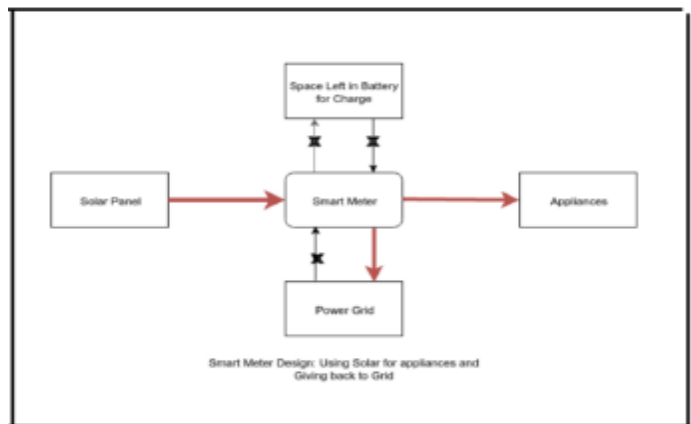 Space Left in Battery
for Charge
Solar Panel
Smart Meter
Appliances
Power Grid
Smart Meter Design: Using Solar for appliances and
Giving back to Grid